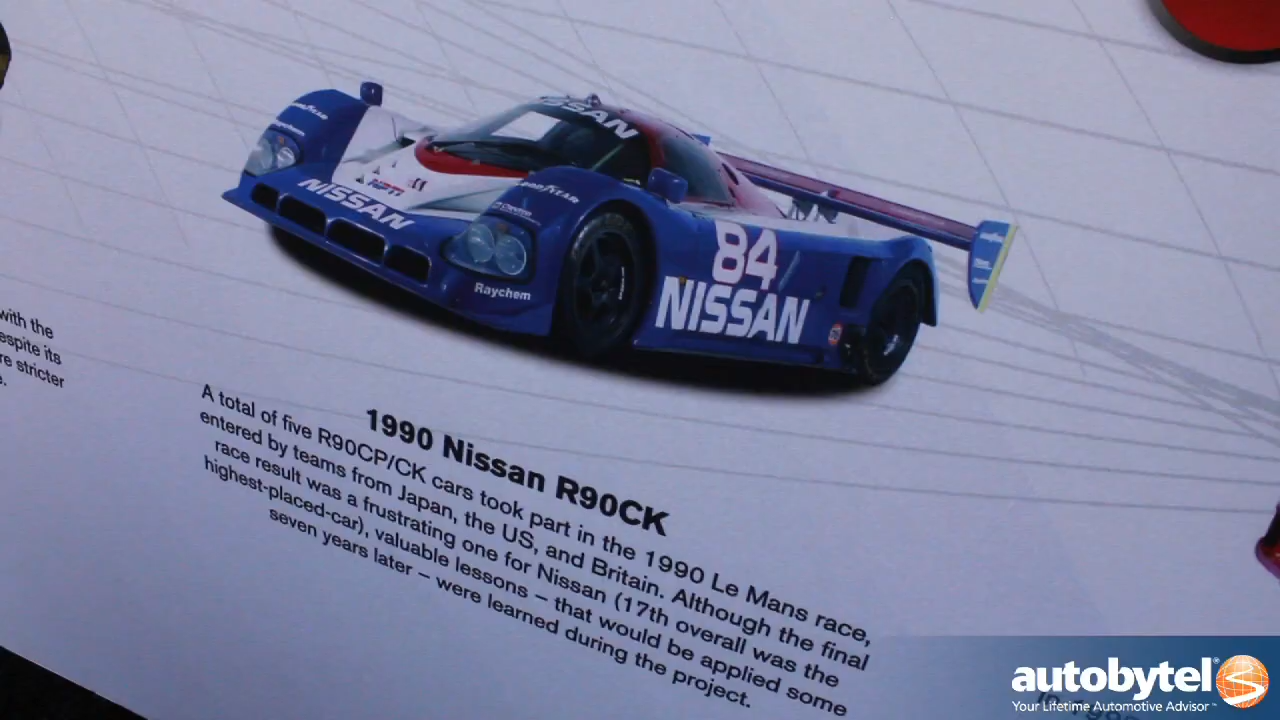 NISSAN
GOODYEAR
NISSAN
GOODYEAR
Raychem
84
NISSAN
with the
espite its
re stricter
1990 Nissan R90CK
A total of five R90CP/CK cars took part in the 1990 Le Mans race,
entered by teams from Japan, the US, and Britain. Although the final
race result was a frustrating one for Nissan (17th overall was the
highest-placed-car), valuable lessons – that would be applied some
seven years later – were learned during the project.
autobytel
Your Lifetime Automotive Advisor™